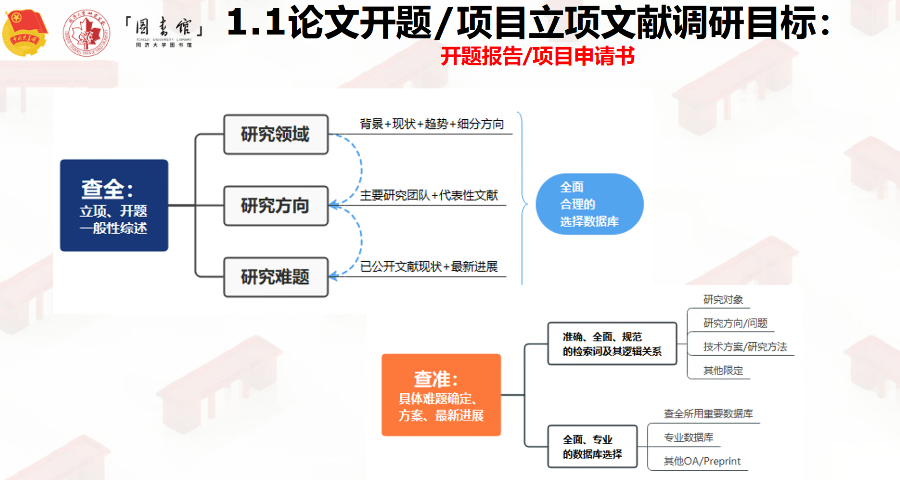 「图书馆」
TONGJI UNIVERSITY LIBRARY
同济大学图书馆
1.1论文开题/项目立项文献调研目标：
开题报告/项目申请书
查全：
立项、开题
一般性综述
研究领域
背景+现状+趋势+细分方向
研究方向
主要研究团队+代表性文献
研究难题
已公开文献现状+最新进展
全面
合理的
选择数据库
查准：
具体难题确定、
方案、最新进展
准确、全面、规范
的检索词及其逻辑关系
研究对象
研究方向/问题
技术方案/研究方法
其他限定
全面、专业
的数据库选择
查全所用重要数据库
专业数据库
其他OA/Preprint